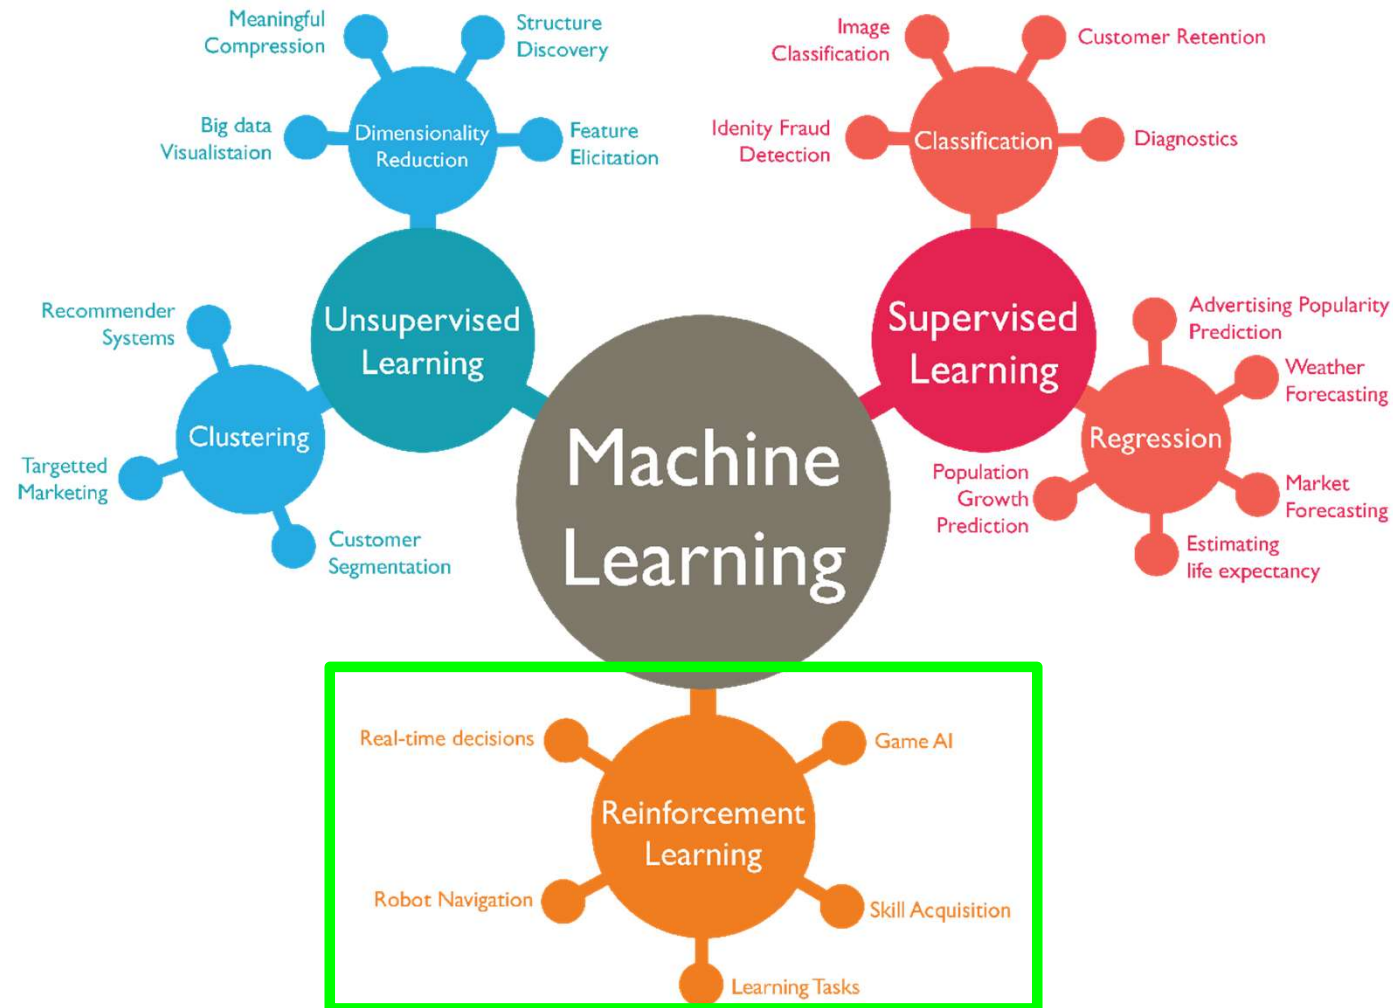 Meaningful
Compression
Structure
Discovery
Big data
Visualistaion
Dimensionality
Reduction
Feature
Elicitation
Image
Classification
Customer Retention
Idenity Fraud
Detection
Classification
Diagnostics
Unsupervised
Learning
Supervised
Learning
Recommender
Systems
Clustering
Targetted
Marketing
Customer
Segmentation
Advertising Popularity
Prediction
Weather
Forecasting
Regression
Population
Growth
Prediction
Market
Forecasting
Estimating
life expectancy
Machine
Learning
Real-time decisions
Game AI
Reinforcement
Learning
Robot Navigation
Skill Acquisition
Learning Tasks